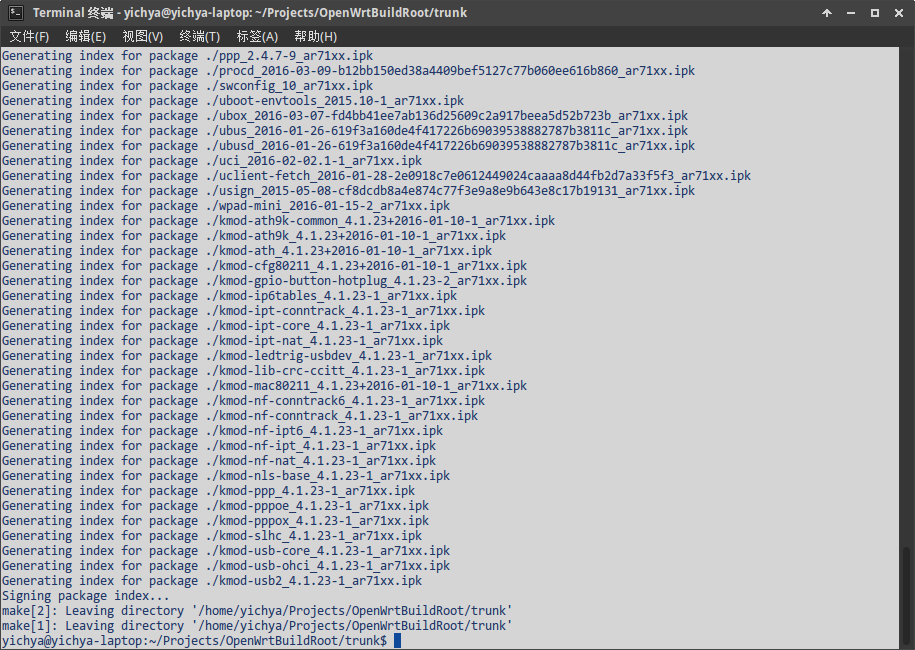 Terminal 终端 - yichya@yichya-laptop: ~/Projects/OpenWrtBuildRoot/trunk
文件(F) 编辑(E) 视图(V) 终端(T) 标签(A) 帮助(H)
Generating index for package ./ppp_2.4.7-9_ar71xx.ipk
Generating index for package ./procd_2016-03-09-b12bb150ed38a4409bef5127c77b060ee616b860_ar71xx.ipk
Generating index for package ./swconfig_10_ar71xx.ipk
Generating index for package ./uboot-envtools_2015.10-1_ar71xx.ipk
Generating index for package ./ubox_2016-03-07-fd4bb41ee7ab136d25609c2a917beea5d52b723b_ar71xx.ipk
Generating index for package ./ubus_2016-01-26-619f3a160de4f417226b69039538882787b3811c_ar71xx.ipk
Generating index for package ./ubusd_2016-01-26-619f3a160de4f417226b69039538882787b3811c_ar71xx.ipk
Generating index for package ./uci_2016-02-02.1-1_ar71xx.ipk
Generating index for package ./uclient-fetch_2016-01-28-2e0918c7e0612449024caaaa8d44fb2d7a33f5f3_ar71xx.ipk
Generating index for package ./usign_2015-05-08-cf8dcdb8a4e874c77f3e9a8e9b643e8c17b19131_ar71xx.ipk
Generating index for package ./wpad-mini_2016-01-15-2_ar71xx.ipk
Generating index for package ./kmod-ath9k-common_4.1.23+2016-01-10-1_ar71xx.ipk
Generating index for package ./kmod-ath9k_4.1.23+2016-01-10-1_ar71xx.ipk
Generating index for package ./kmod-ath_4.1.23+2016-01-10-1_ar71xx.ipk
Generating index for package ./kmod-cfg80211_4.1.23+2016-01-10-1_ar71xx.ipk
Generating index for package ./kmod-gpio-button-hotplug_4.1.23-2_ar71xx.ipk
Generating index for package ./kmod-ip6tables_4.1.23-1_ar71xx.ipk
Generating index for package ./kmod-ipt-conntrack_4.1.23-1_ar71xx.ipk
Generating index for package ./kmod-ipt-core_4.1.23-1_ar71xx.ipk
Generating index for package ./kmod-ipt-nat_4.1.23-1_ar71xx.ipk
Generating index for package ./kmod-ledtrig-usbdev_4.1.23-1_ar71xx.ipk
Generating index for package ./kmod-lib-crc-ccitt_4.1.23-1_ar71xx.ipk
Generating index for package ./kmod-mac80211_4.1.23+2016-01-10-1_ar71xx.ipk
Generating index for package ./kmod-nf-conntrack6_4.1.23-1_ar71xx.ipk
Generating index for package ./kmod-nf-conntrack_4.1.23-1_ar71xx.ipk
Generating index for package ./kmod-nf-ipt6_4.1.23-1_ar71xx.ipk
Generating index for package ./kmod-nf-ipt_4.1.23-1_ar71xx.ipk
Generating index for package ./kmod-nf-nat_4.1.23-1_ar71xx.ipk
Generating index for package ./kmod-nls-base_4.1.23-1_ar71xx.ipk
Generating index for package ./kmod-ppp_4.1.23-1_ar71xx.ipk
Generating index for package ./kmod-pppoe_4.1.23-1_ar71xx.ipk
Generating index for package ./kmod-pppox_4.1.23-1_ar71xx.ipk
Generating index for package ./kmod-slhc_4.1.23-1_ar71xx.ipk
Generating index for package ./kmod-usb-core_4.1.23-1_ar71xx.ipk
Generating index for package ./kmod-usb-ohci_4.1.23-1_ar71xx.ipk
Generating index for package ./kmod-usb2_4.1.23-1_ar71xx.ipk
Signing package index...
make[2]: Leaving directory '/home/yichya/Projects/OpenWrtBuildRoot/trunk'
make[1]: Leaving directory '/home/yichya/Projects/OpenWrtBuildRoot/trunk'
yichya@yichya-laptop:~/Projects/OpenWrtBuildRoot/trunk$